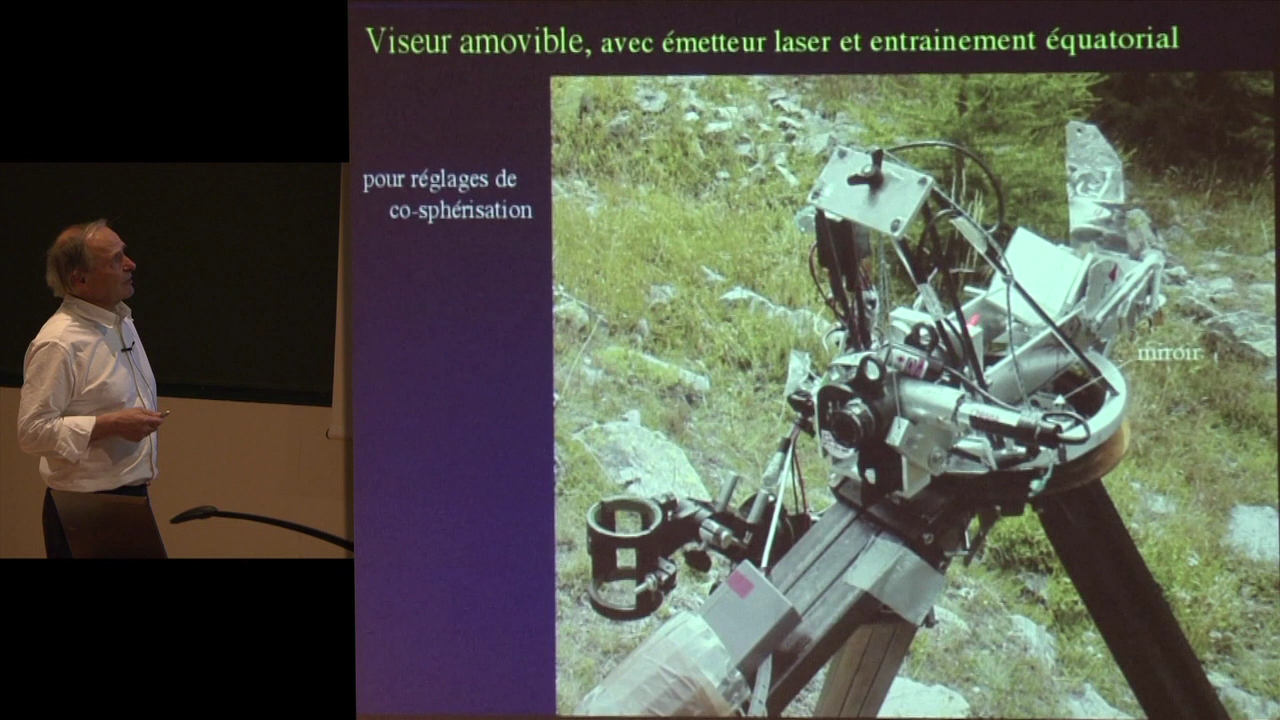 Viseur amovible, avec émetteur laser et entrainement équatorial
pour réglages de
co-sphérisation
miroir